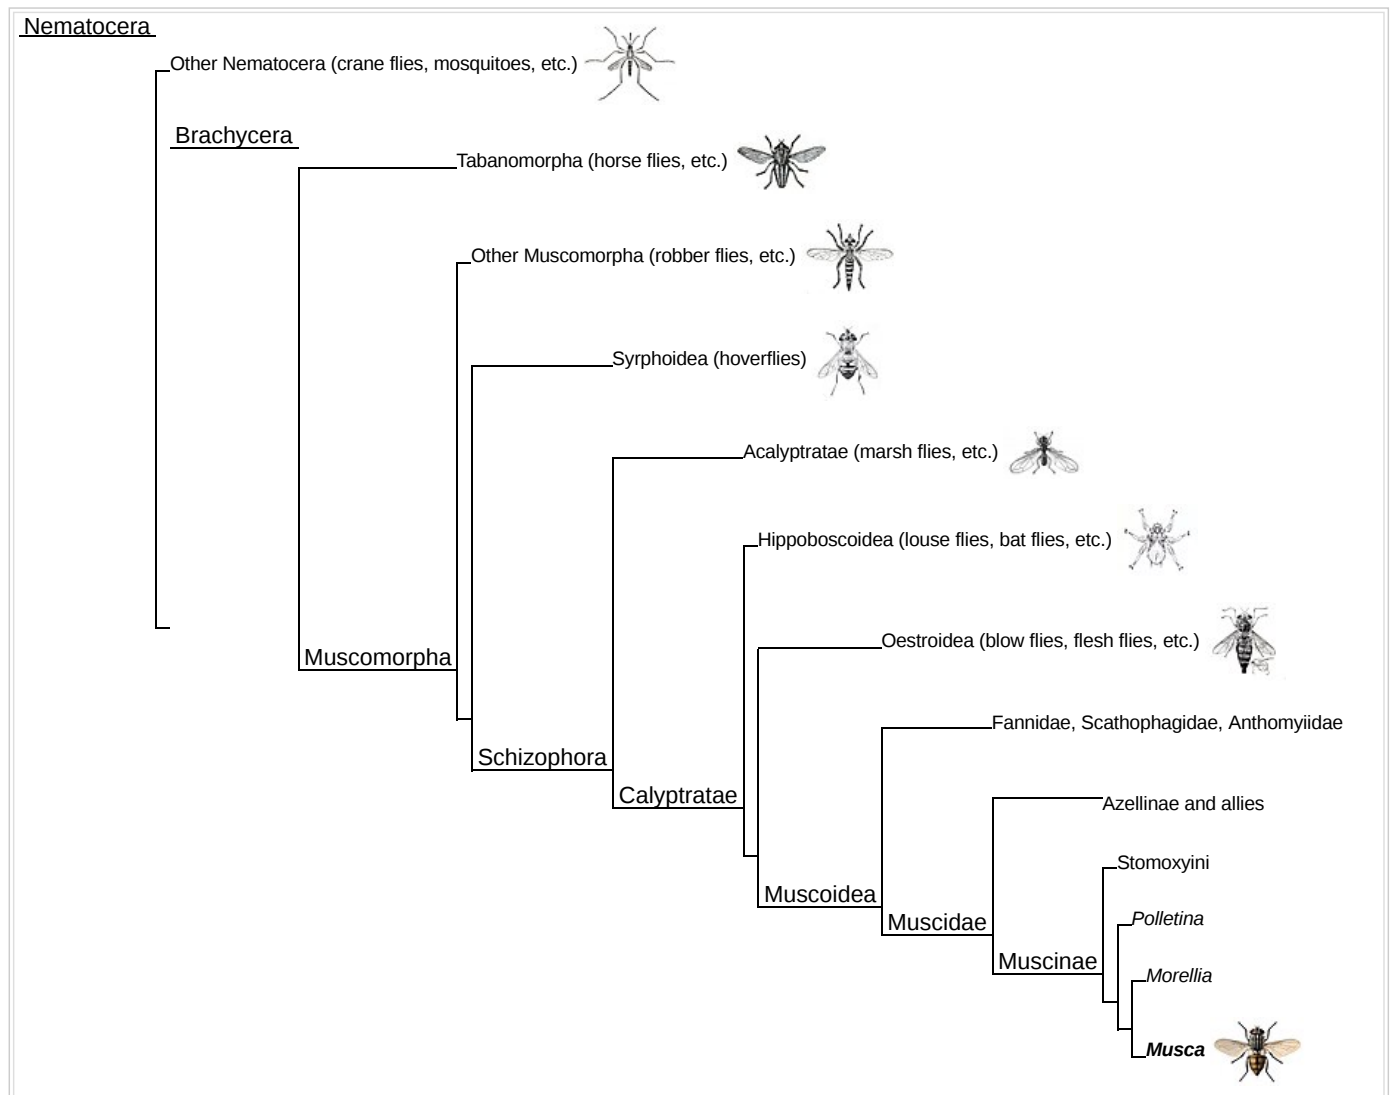 Nematocera
Other Nematocera (crane flies, mosquitoes, etc.)
Brachycera
Tabanomorpha (horse flies, etc.)
Other Muscomorpha (robber flies, etc.)
Syrphoidea (hoverflies)
Acalyptratae (marsh flies, etc.)
Hippoboscoidea (louse flies, bat flies, etc.)
Oestroidea (blow flies, flesh flies, etc.)
Muscomorpha
Fannidae, Scathophagidae, Anthomyiidae
Schizophora
Calyptratae
Azellinae and allies
Stomoxyini
Muscoidea
Polletina
Muscidae
Muscinae
Morellia
Musca